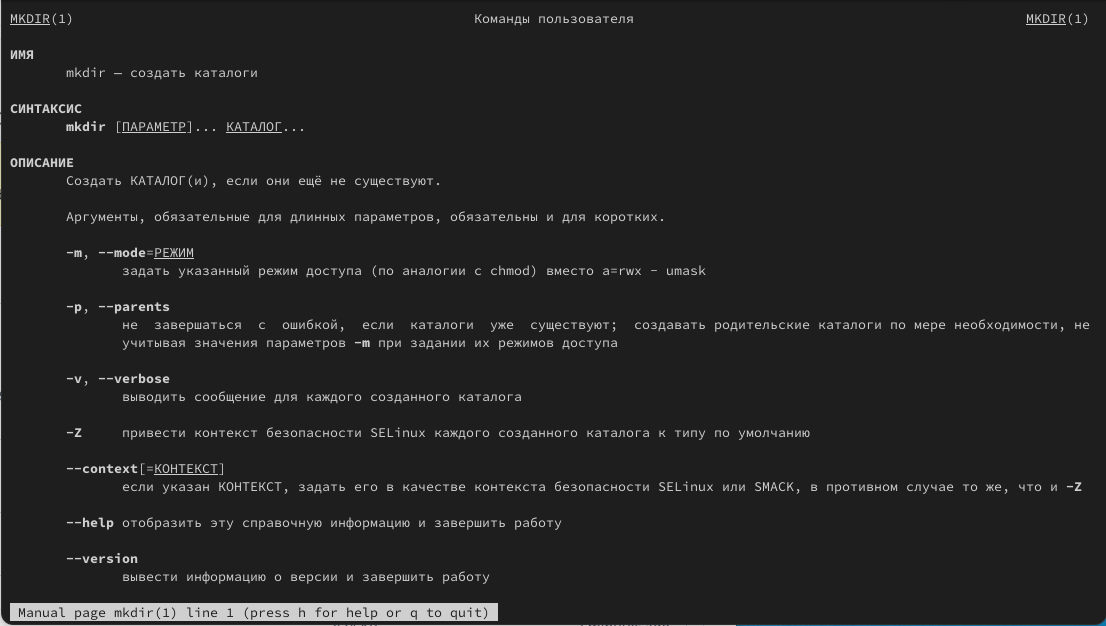 MKDIR(1) Команды пользователя MKDIR(1)
ИМЯ
mkdir — создать каталоги
СИНТАКСИС
mkdir [ПАРАМЕТР]... КАТАЛОГ...
ОПИСАНИЕ
Создать КАТАЛОГ(и), если они ещё не существуют.
Аргументы, обязательные для длинных параметров, обязательны и для коротких.
-m, --mode=РЕЖИМ
задать указанный режим доступа (по аналогии с chmod) вместо a=rwx - umask
-p, --parents
не завершаться с ошибкой, если каталоги уже существуют; создавать родительские каталоги по мере необходимости, не
учитывая значения параметров -m при задании их режимов доступа
-v, --verbose
выводить сообщение для каждого созданного каталога
-Z привести контекст безопасности SELinux каждого созданного каталога к типу по умолчанию
--context[=КОНТЕКСТ]
если указан КОНТЕКСТ, задать его в качестве контекста безопасности SELinux или SMACK, в противном случае то же, что и -Z
--help отобразить эту справочную информацию и завершить работу
--version
вывести информацию о версии и завершить работу
Manual page mkdir(1) line 1 (press h for help or q to quit)